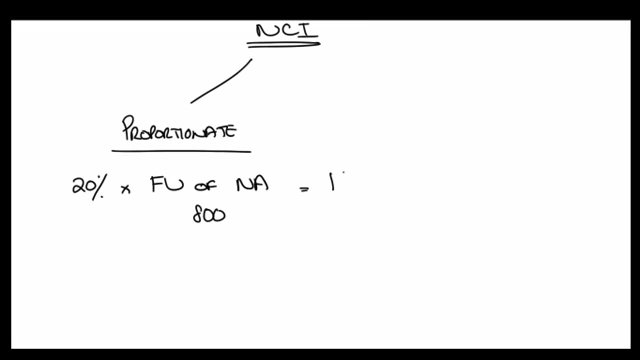 NCI
PROPORTIONATE
20% × FV of NA = 1
800